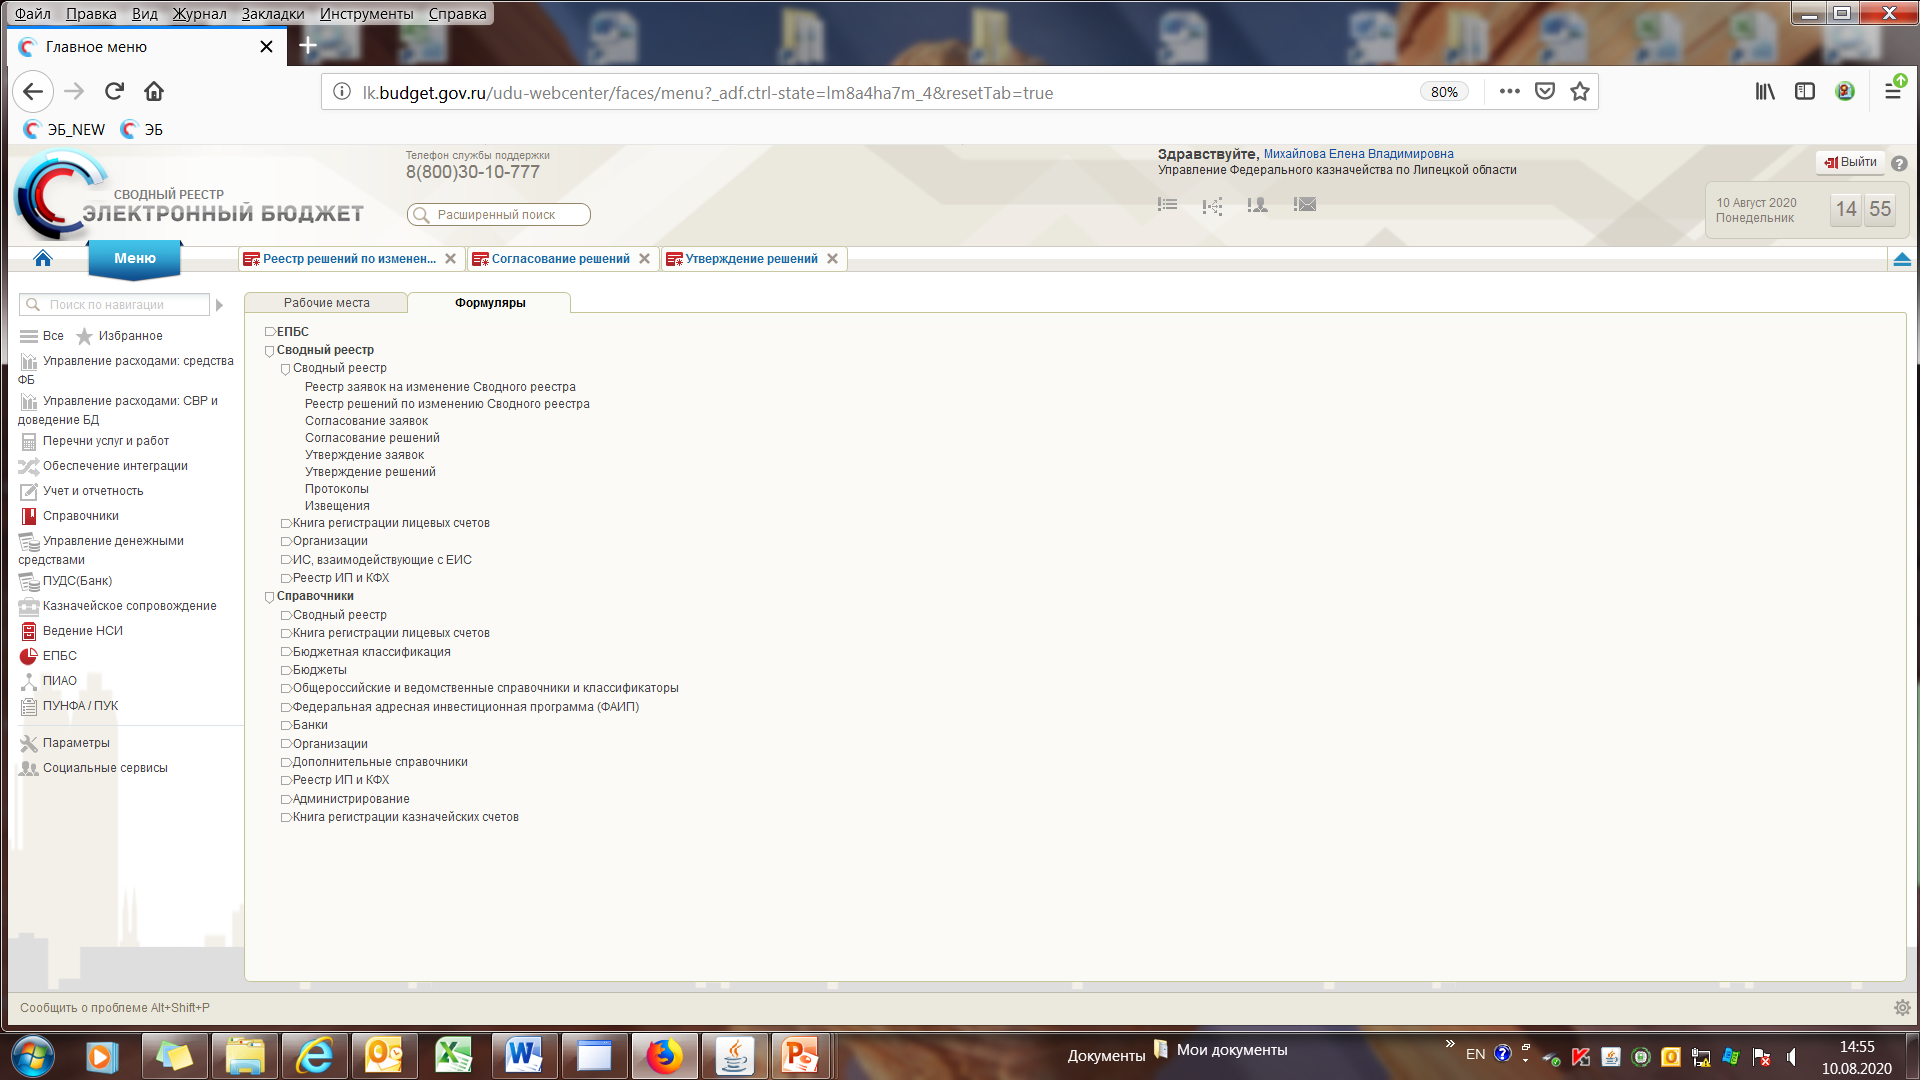 Файл Правка Вид Журнал Закладки Инструменты Справка
Главное меню
lk.budget.gov.ru/udu-webcenter/faces/menu?_adf.ctrl-state=lm8a4ha7m_4&resetTab=true
80%
ЭБ_NEW ЭБ
СВОДНЫЙ РЕЕСТР
ЭЛЕКТРОННЫЙ БЮДЖЕТ
Телефон службы поддержки
8(800)30-10-777
Расширенный поиск
Здравствуйте, Михайлова Елена Владимировна
Управление Федерального казначейства по Липецкой области
Выйти
10 Август 2020
Понедельник
14 55
Меню
Реестр решений по изменен...
Согласование решений
Утверждение решений
Поиск по навигации
Все Избранное
Управление расходами: средства
ФБ
Управление расходами: СВР и
доведение БД
Перечни услуг и работ
Обеспечение интеграции
Учет и отчетность
Справочники
Управление денежными
средствами
ПУДС(Банк)
Казначейское сопровождение
Ведение НСИ
ЕПБС
ПИАО
ПУНФА / ПУК
Параметры
Социальные сервисы
Рабочие места
Формуляры
ЕПБС
Сводный реестр
Сводный реестр
Реестр заявок на изменение Сводного реестра
Реестр решений по изменению Сводного реестра
Согласование заявок
Согласование решений
Утверждение заявок
Утверждение решений
Протоколы
Извещения
Книга регистрации лицевых счетов
Организации
ИС, взаимодействующие с ЕИС
Реестр ИП и КФХ
Справочники
Сводный реестр
Книга регистрации лицевых счетов
Бюджетная классификация
Бюджеты
Общероссийские и ведомственные справочники и классификаторы
Федеральная адресная инвестиционная программа (ФАИП)
Банки
Организации
Дополнительные справочники
Реестр ИП и КФХ
Администрирование
Книга регистрации казначейских счетов
Сообщить о проблеме Alt+Shift+P
Документы
Мои документы
EN
14:55
10.08.2020